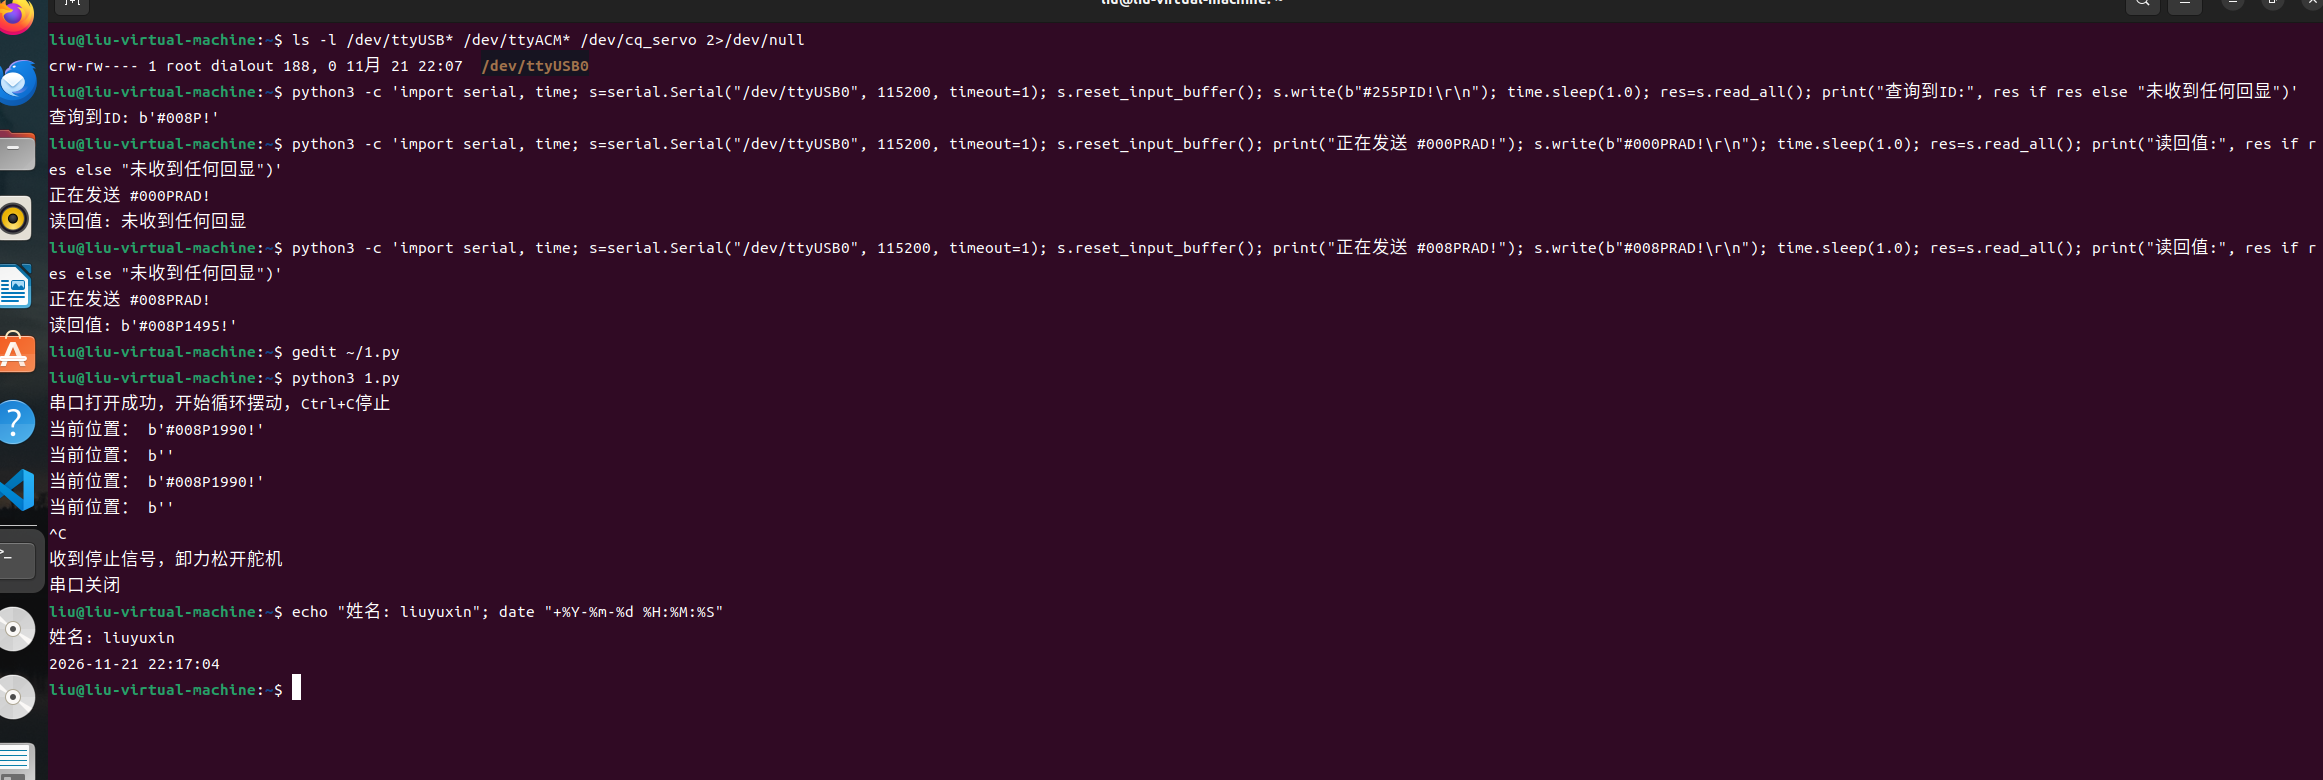 liu@liu-virtual-machine:~$ ls -l /dev/ttyUSB* /dev/ttyACM* /dev/cq_servo 2>/dev/null
crw-rw---- 1 root dialout 188, 0 11月 21 22:07  /dev/ttyUSB0
liu@liu-virtual-machine:~$ python3 -c 'import serial, time; s=serial.Serial("/dev/ttyUSB0", 115200, timeout=1); s.reset_input_buffer(); s.write(b"#255PID!\r\n"); time.sleep(1.0); res=s.read_all(); print("查询到ID:", res if res else "未收到任何回显")'
查询到ID: b'#008P!'
liu@liu-virtual-machine:~$ python3 -c 'import serial, time; s=serial.Serial("/dev/ttyUSB0", 115200, timeout=1); s.reset_input_buffer(); print("正在发送 #000PRAD!"); s.write(b"#000PRAD!\r\n"); time.sleep(1.0); res=s.read_all(); print("读回值:", res if r
es else "未收到任何回显")'
正在发送 #000PRAD!
读回值: 未收到任何回显
liu@liu-virtual-machine:~$ python3 -c 'import serial, time; s=serial.Serial("/dev/ttyUSB0", 115200, timeout=1); s.reset_input_buffer(); print("正在发送 #008PRAD!"); s.write(b"#008PRAD!\r\n"); time.sleep(1.0); res=s.read_all(); print("读回值:", res if r
es else "未收到任何回显")'
正在发送 #008PRAD!
读回值: b'#008P1495!'
liu@liu-virtual-machine:~$ gedit ~/1.py
liu@liu-virtual-machine:~$ python3 1.py
串口打开成功，开始循环摆动，Ctrl+C停止
当前位置： b'#008P1990!'
当前位置： b''
当前位置： b'#008P1990!'
当前位置： b''
^C
收到停止信号，卸力松开舵机
串口关闭
liu@liu-virtual-machine:~$ echo "姓名: liuyuxin"; date "+%Y-%m-%d %H:%M:%S"
姓名: liuyuxin
2026-11-21 22:17:04
liu@liu-virtual-machine:~$